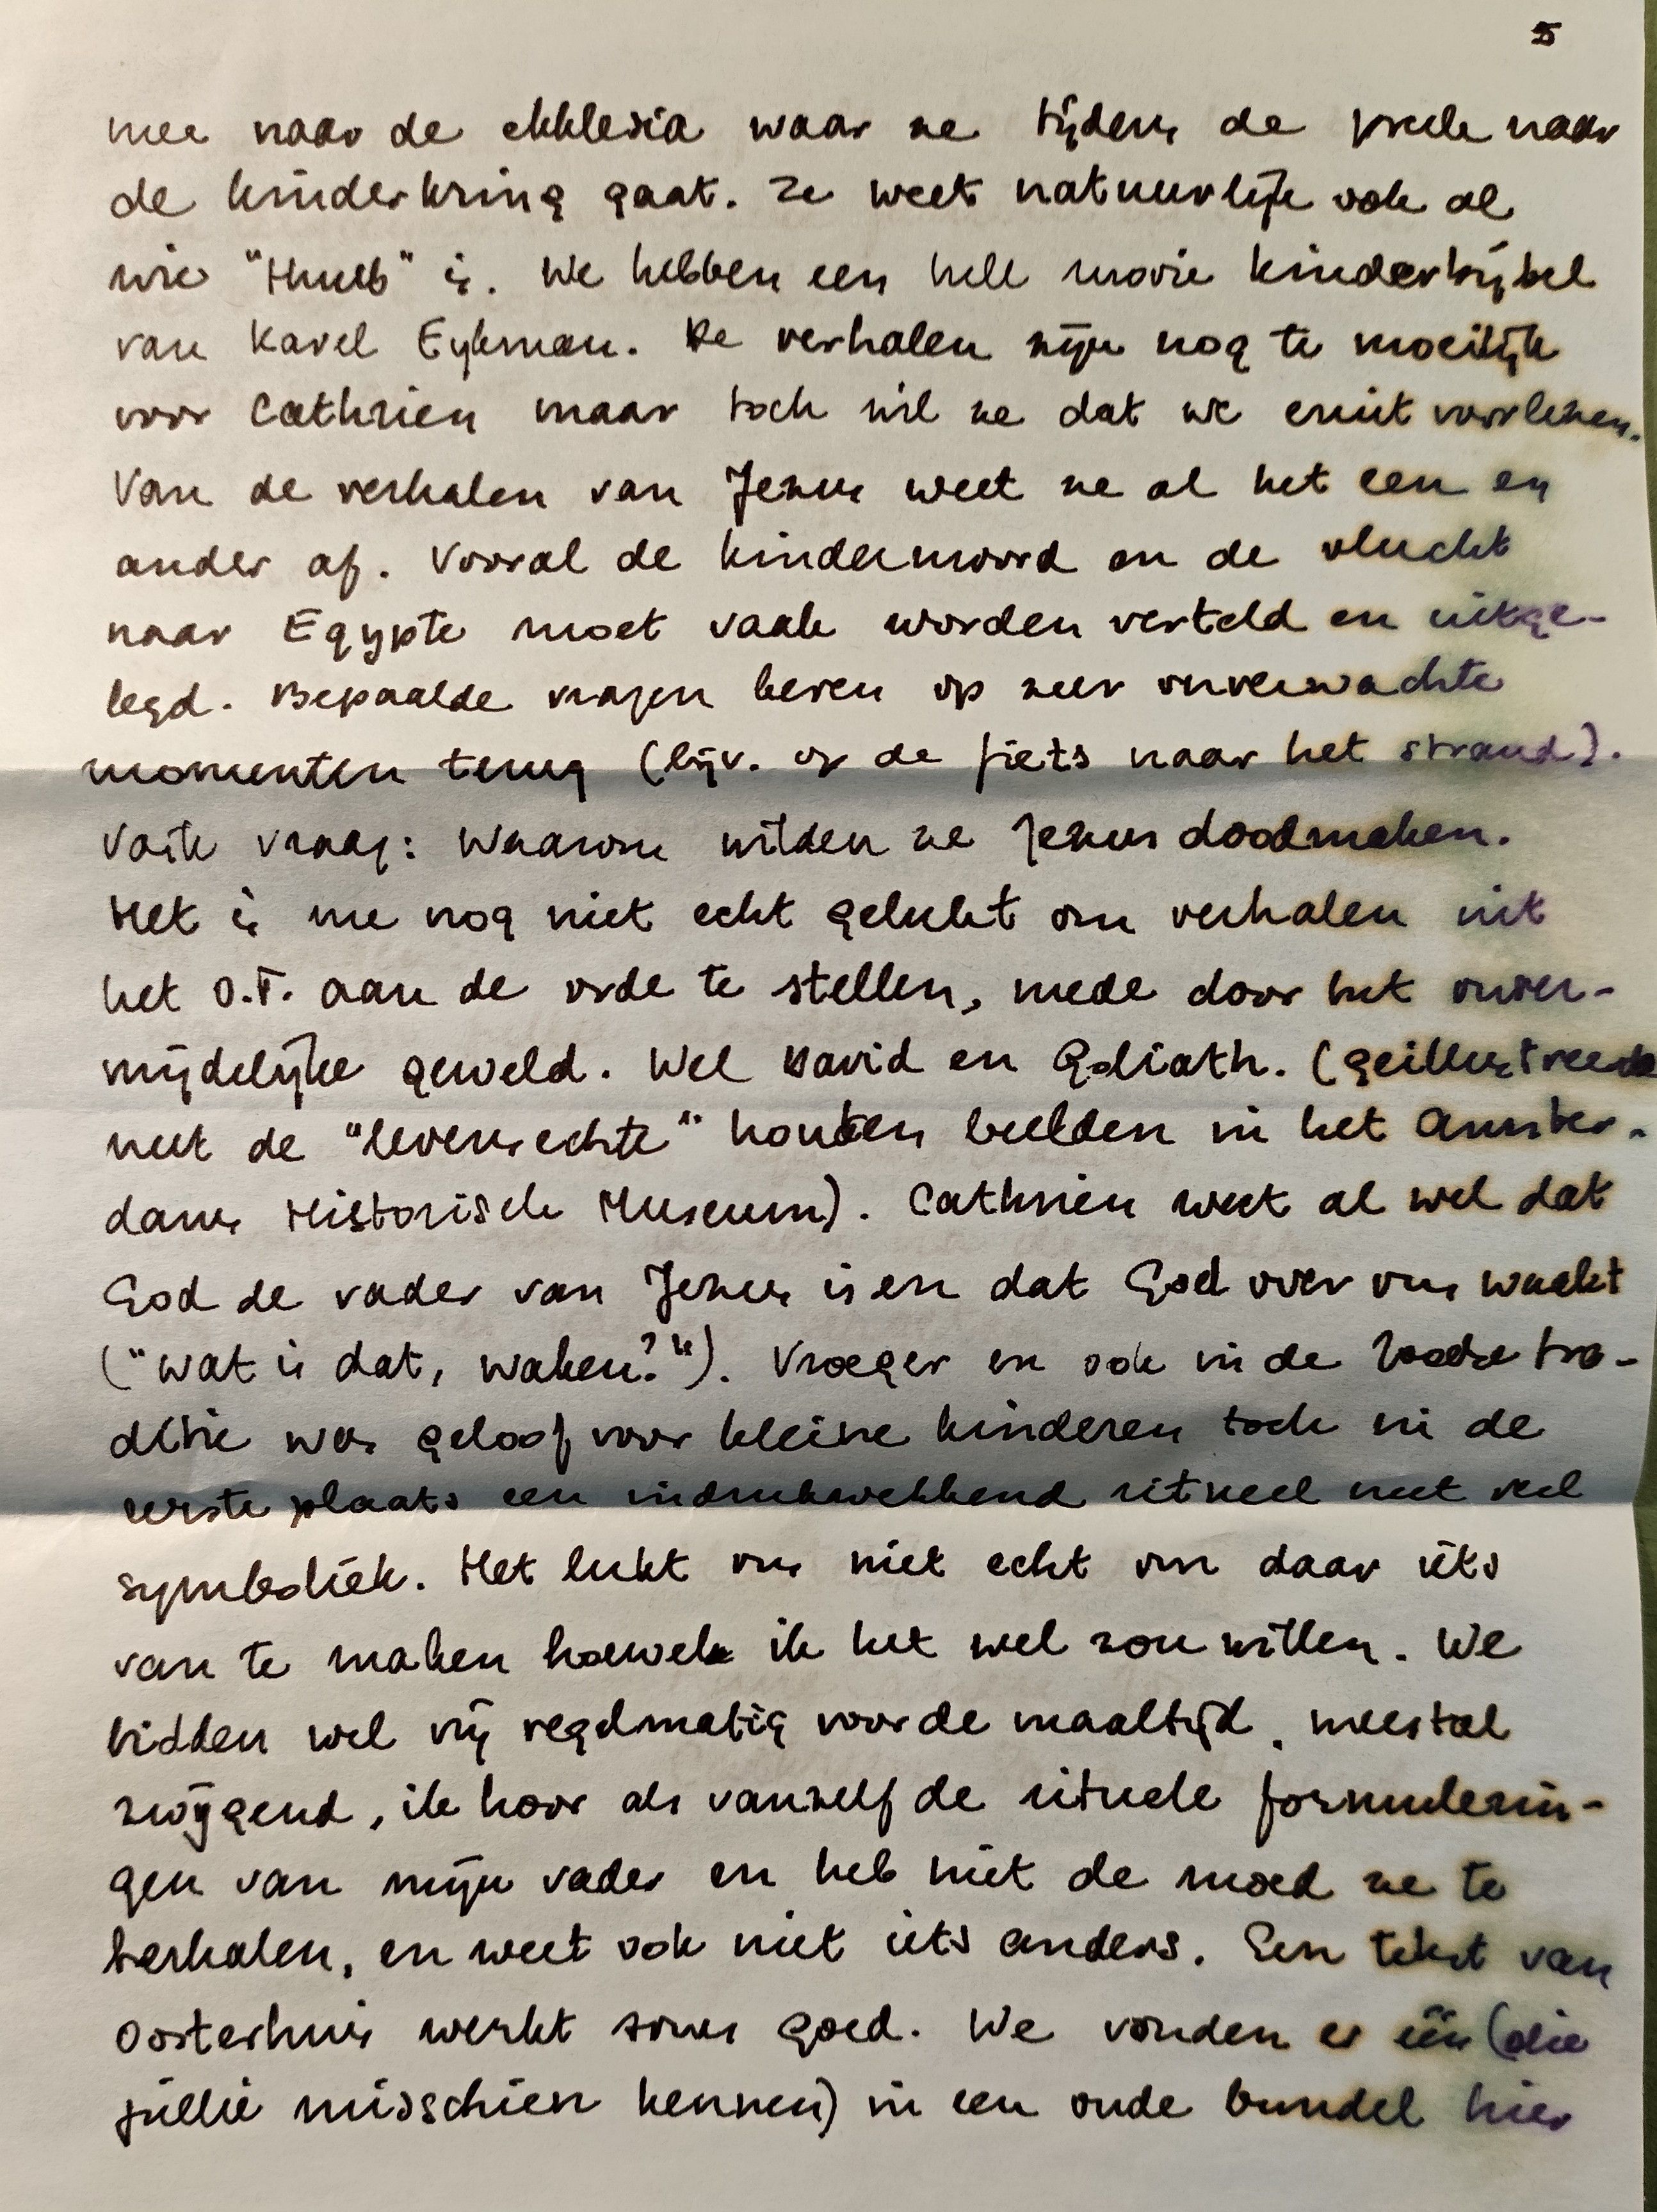 5
mee naar de ekklesia waar ze tijdens de preek naar
de kinderkring gaat. Ze weet natuurlijk ook al
wie "Huub" is. We hebben een hele mooie kinderbijbel
van Karel Eykman. De verhalen zijn nog te moeilijk
voor Cathrien maar toch wil ze dat we eruit voorlezen.
Van de verhalen van Jezus weet ze al het een en
ander af. Vooral de kindermoord en de vlucht
naar Egypte moet vaak worden verteld en uitge-
legd. Bepaalde vragen keren op zeer onverwachte
momenten terug (bijv. op de fiets naar het strand).
Vaste vraag: Waarom wilden ze Jezus doodmaken.
Het is me nog niet echt gelukt om verhalen uit
het O.T. aan de orde te stellen, mede door het onver-
mijdelijke geweld. Wel David en Goliath. (geillustreerde
met de "levensechte" houten beelden in het Amster-
dams Historisch Museum). Cathrien weet al wel dat
God de vader van Jezus is en dat God over ons waakt
("wat is dat, waken?"). Vroeger en ook in de Joodse tra-
ditie was geloof voor kleine kinderen toch in de
eerste plaats een indrukwekkend ritueel met veel
symboliek. Het lukt ons niet echt om daar iets
van te maken hoewel ik het wel zou willen. We
bidden wel vrij regelmatig voor de maaltijd, meestal
zwijgend, ik hoor als vanzelf de rituele formulerin-
gen van mijn vader en heb niet de moed ze te
herhalen, en weet ook niet iets anders. Een tekst van
Oosterhuis werkt soms goed. We vonden er één (die
jullie misschien kennen) in een oude bundel hier